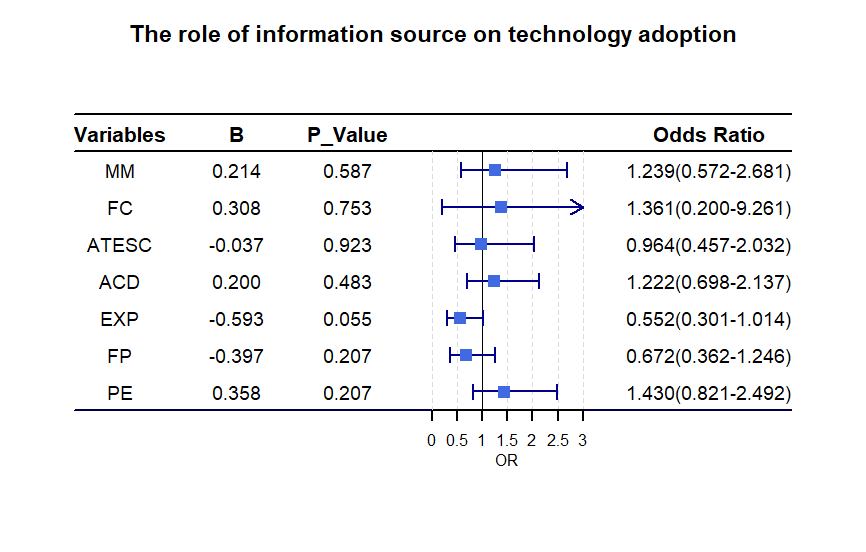 The role of information source on technology adoption
Variables B P_Value Odds Ratio
MM 0.214 0.587 1.239(0.572-2.681)
FC 0.308 0.753 1.361(0.200-9.261)
ATESC -0.037 0.923 0.964(0.457-2.032)
ACD 0.200 0.483 1.222(0.698-2.137)
EXP -0.593 0.055 0.552(0.301-1.014)
FP -0.397 0.207 0.672(0.362-1.246)
PE 0.358 0.207 1.430(0.821-2.492)
0 0.5 1 1.5 2 2.5 3
OR